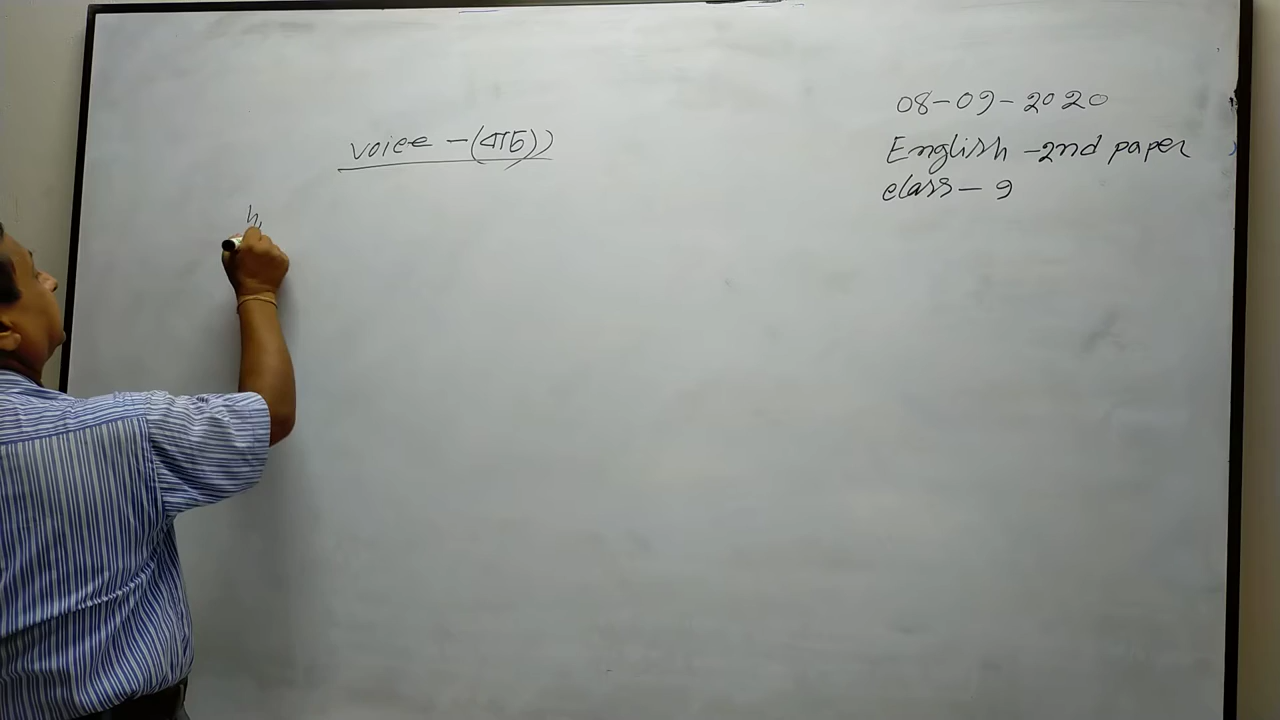 voice - (বাচ্য)
08-09-2020
English - 2nd paper
class - 9
h